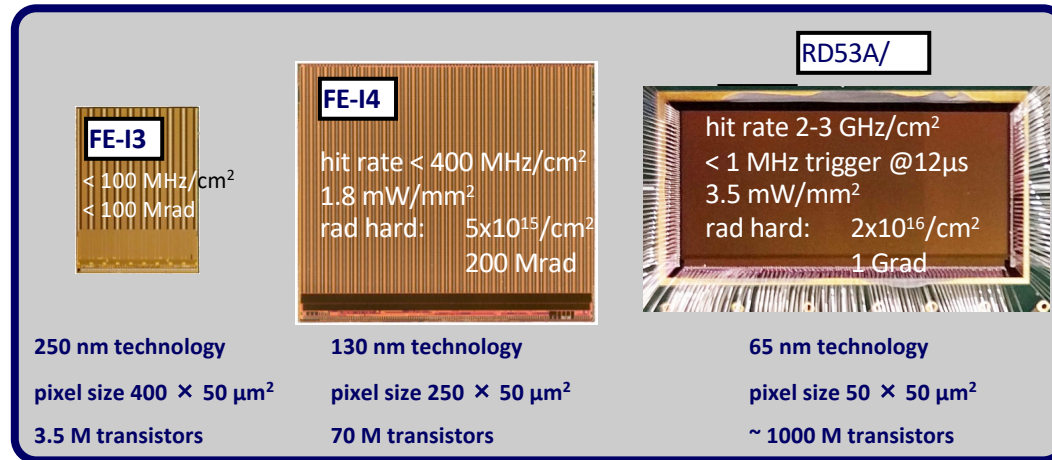 FE-I3
< 100 MHz/cm²
< 100 Mrad
250 nm technology
pixel size 400 × 50 µm²
3.5 M transistors
FE-I4
hit rate < 400 MHz/cm²
1.8 mW/mm²
rad hard: 5x10¹⁵/cm²
200 Mrad
130 nm technology
pixel size 250 × 50 µm²
70 M transistors
RD53A/
hit rate 2-3 GHz/cm²
< 1 MHz trigger @12µs
3.5 mW/mm²
rad hard: 2x10¹⁶/cm²
1 Grad
65 nm technology
pixel size 50 × 50 µm²
~ 1000 M transistors